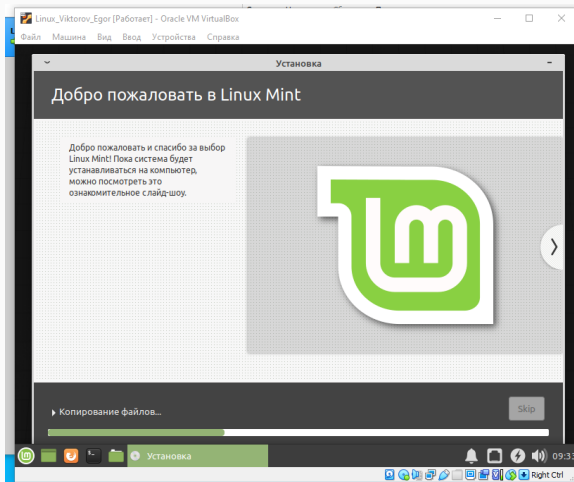 Linux_Viktorov_Egor [Работает] - Oracle VM VirtualBox
Файл Машина Вид Ввод Устройства Справка
Установка
Добро пожаловать в Linux Mint
Добро пожаловать и спасибо за выбор
Linux Mint! Пока система будет
устанавливаться на компьютер,
можно посмотреть это
ознакомительное слайд-шоу.
Копирование файлов...
Skip
Установка
09:33
Right Ctrl